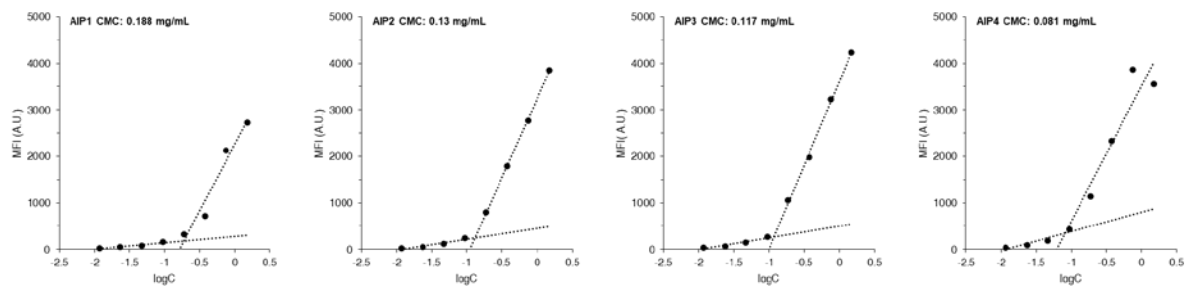 AIP1 CMC: 0.188 mg/mL
5000
4000
3000
2000
1000
0
MFI (A.U.)
-2.5 -2 -1.5 -1 -0.5 0 0.5
logC
AIP2 CMC: 0.13 mg/mL
5000
4000
3000
2000
1000
0
MFI (A.U.)
-2.5 -2 -1.5 -1 -0.5 0 0.5
logC
AIP3 CMC: 0.117 mg/mL
5000
4000
3000
2000
1000
0
MFI( A.U.)
-2.5 -2 -1.5 -1 -0.5 0 0.5
logC
AIP4 CMC: 0.081 mg/mL
5000
4000
3000
2000
1000
0
MFI (A.U.)
-2.5 -2 -1.5 -1 -0.5 0 0.5
logC